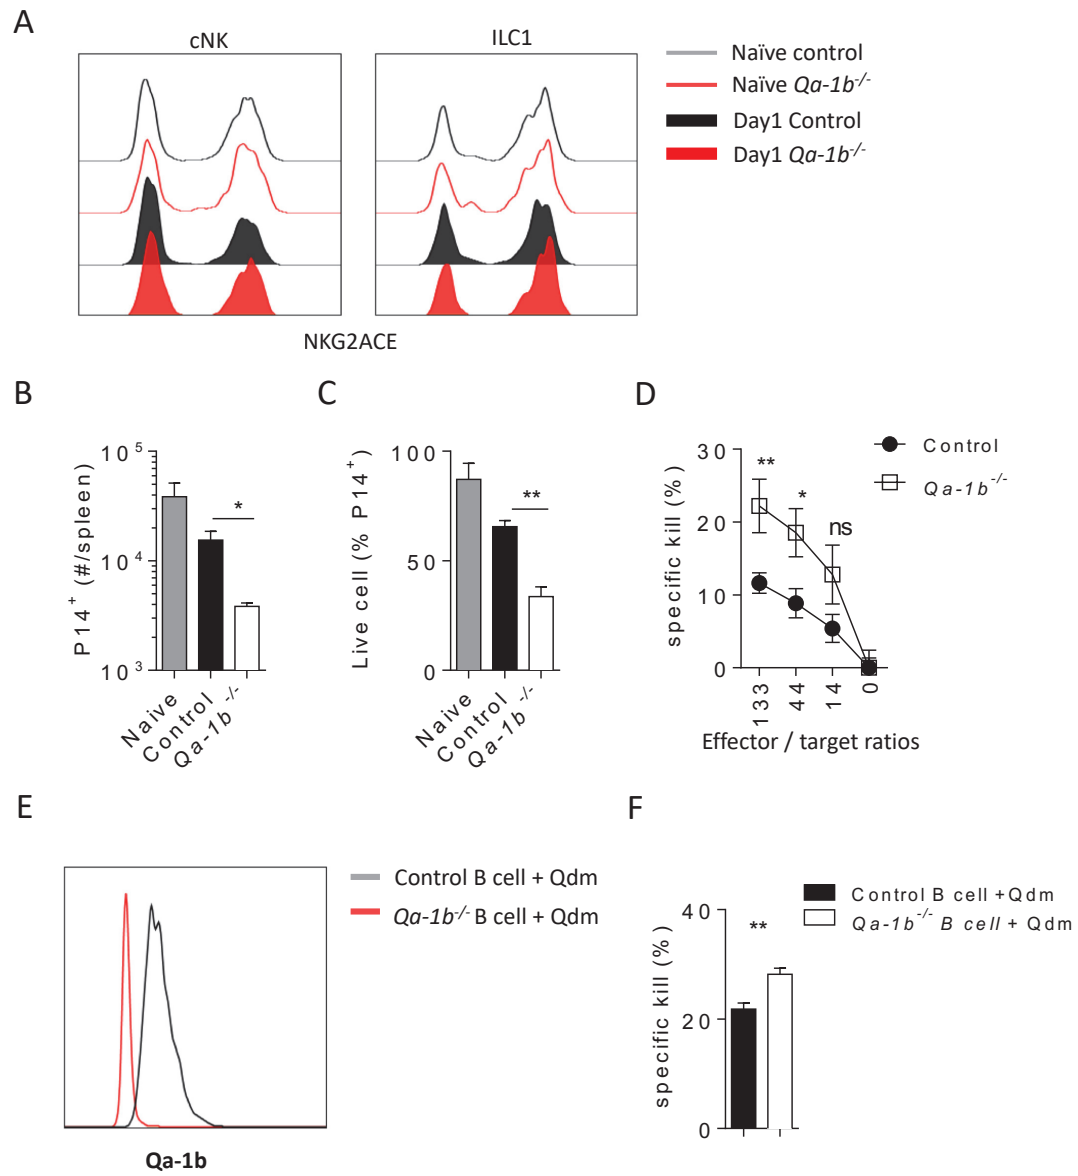 A
cNK
ILC1
Naïve control
Naïve Qa-1b-/-
Day1 Control
Day1 Qa-1b-/-
NKG2ACE
B
P14+ (#/spleen)
10 5
10 4
10 3
*
Naive
Control
Qa-1b -/-
C
Live cell (% P14+)
100
50
0
**
Naive
Control
Qa-1b -/-
D
specific kill (%)
30
20
10
0
**
*
ns
133
44
14
0
Effector / target ratios
Control
Qa-1b-/-
E
Control B cell + Qdm
Qa-1b-/- B cell + Qdm
Qa-1b
F
specific kill (%)
40
20
0
**
Control B cell +Qdm
Qa-1b-/- B cell + Qdm